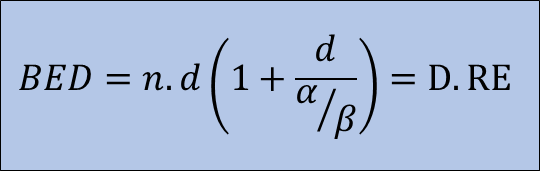 BED = n. d (1 + d / α/β) = D. RE